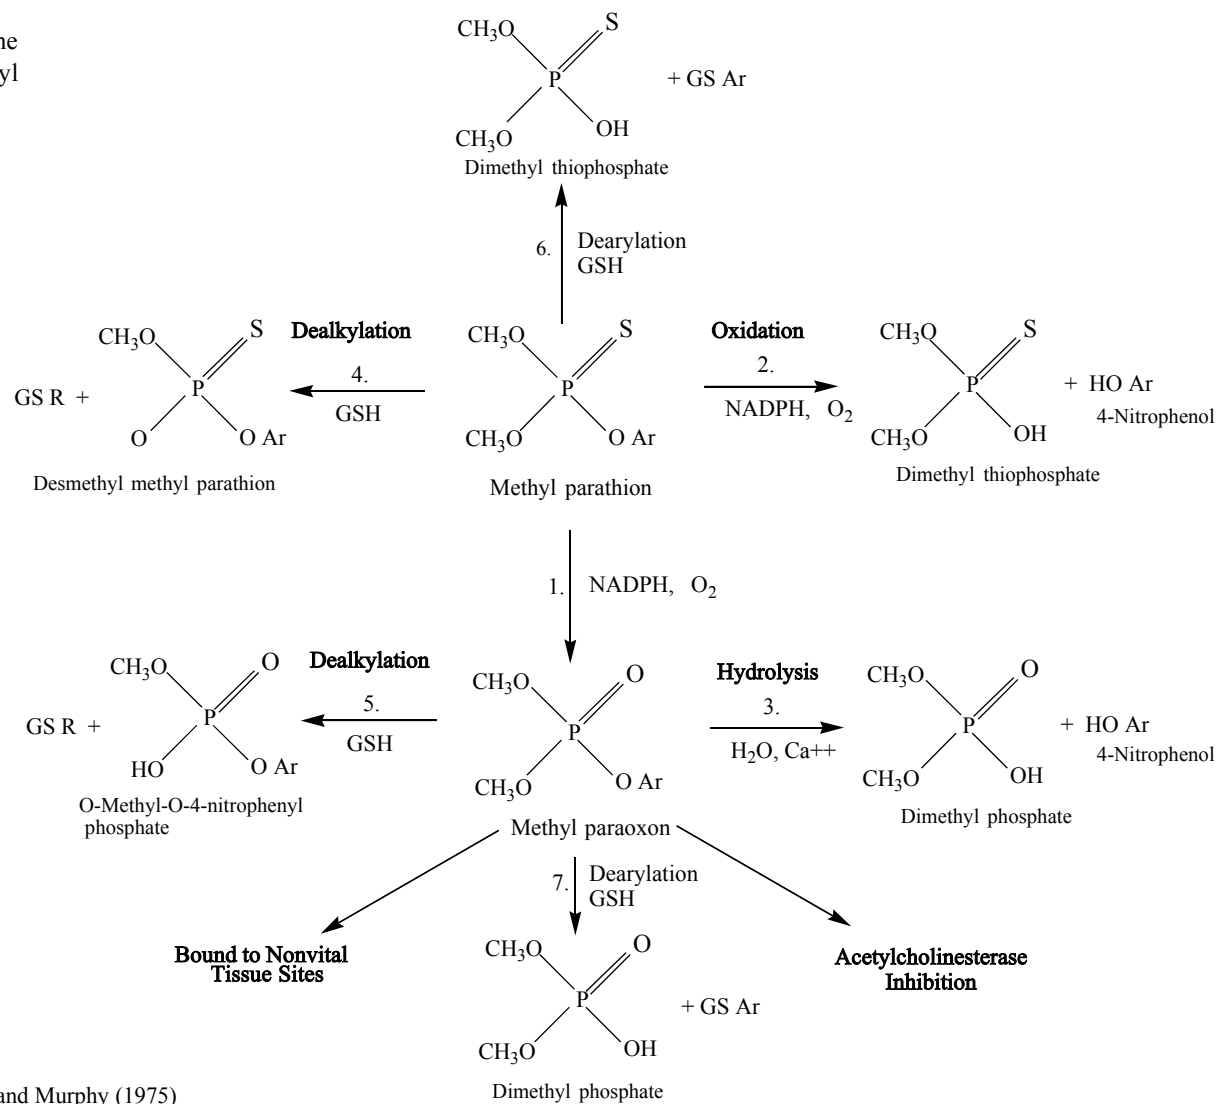 CH3O
S
he
yl
P
+ GS Ar
CH3O
OH
Dimethyl thiophosphate
6.
Dearylation
GSH
CH3O
S
Dealkylation
4.
GSH
GS R +
P
O
O Ar
Desmethyl methyl parathion
CH3O
S
P
CH3O
O Ar
Methyl parathion
Oxidation
2.
NADPH, O2
CH3O
S
P
+ HO Ar
4-Nitrophenol
CH3O
OH
Dimethyl thiophosphate
1.
NADPH, O2
CH3O
O
Dealkylation
5.
GSH
GS R +
P
HO
O Ar
O-Methyl-O-4-nitrophenyl
phosphate
CH3O
O
P
CH3O
O Ar
Methyl paraoxon
Hydrolysis
3.
H2O, Ca++
CH3O
O
P
+ HO Ar
4-Nitrophenol
CH3O
OH
Dimethyl phosphate
7.
Dearylation
GSH
Bound to Nonvital
Tissue Sites
Acetylcholinesterase
Inhibition
CH3O
O
P
+ GS Ar
CH3O
OH
Dimethyl phosphate
and Murphy (1975)